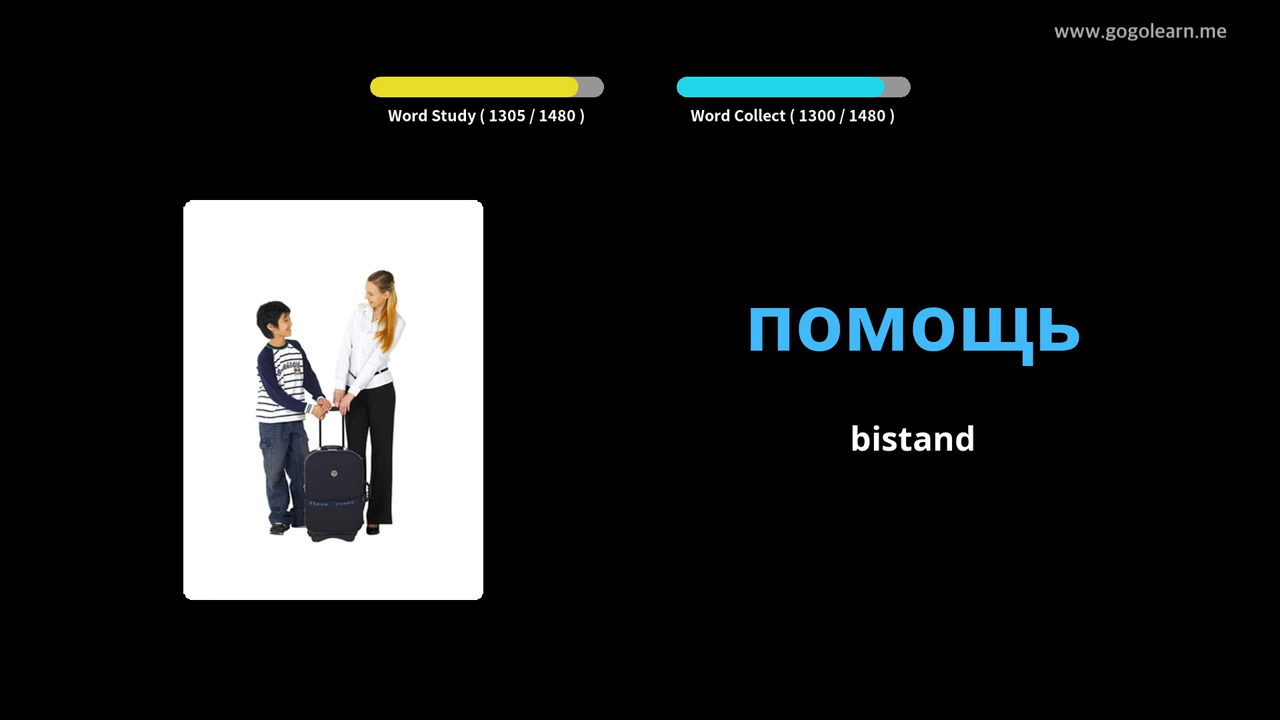 www.gogolearn.me
Word Study ( 1305 / 1480 )
Word Collect ( 1300 / 1480 )
помощь
bistand